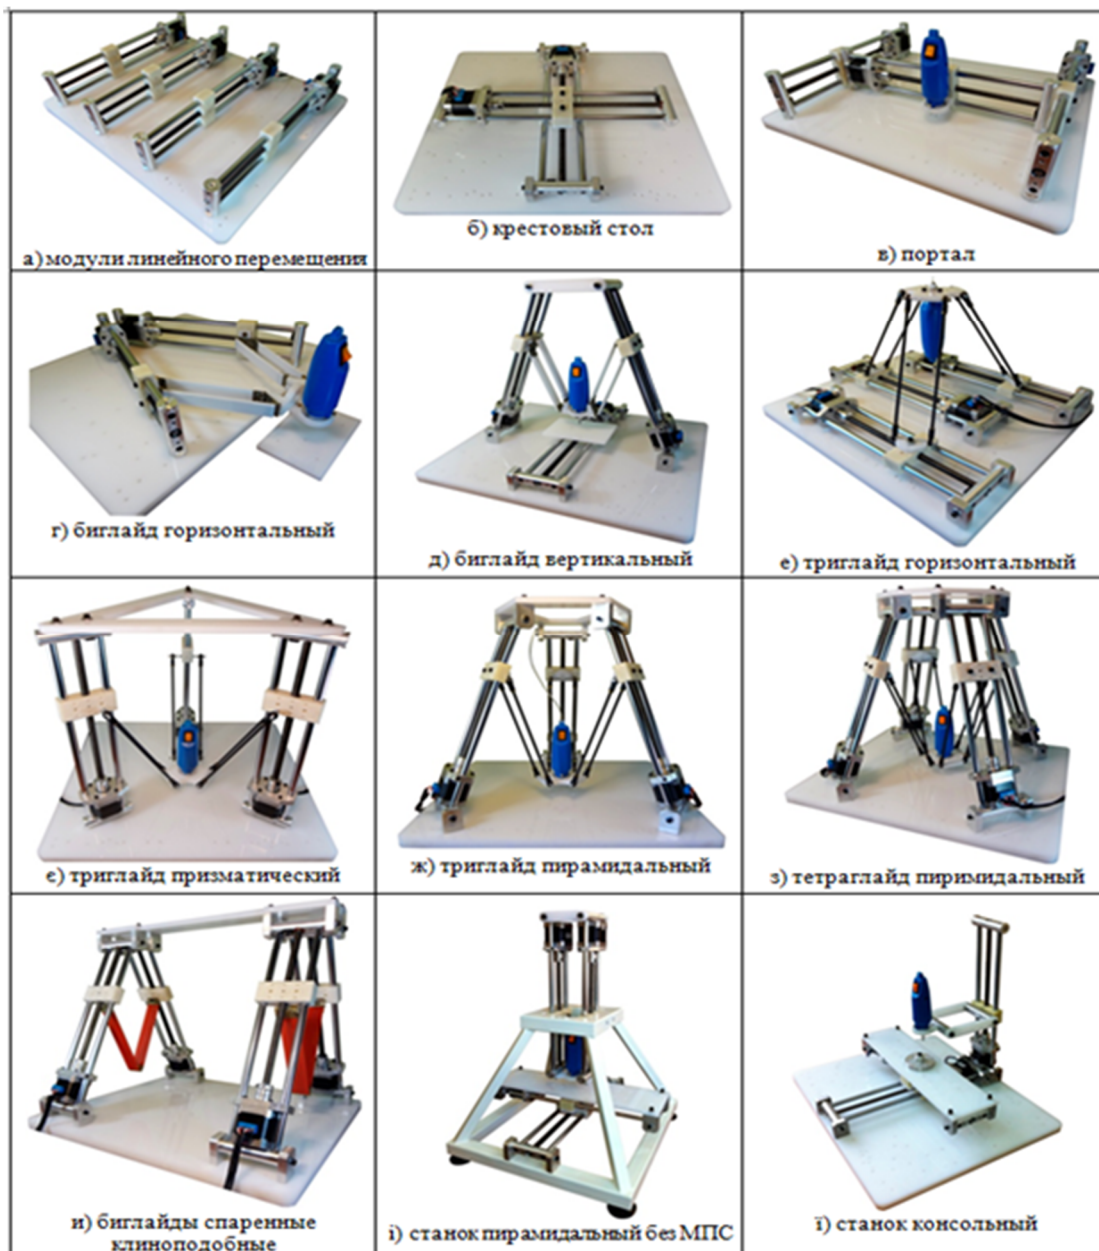 а) модули линейного перемещения
б) крестовый стол
в) портал
г) биглайд горизонтальный
д) биглайд вертикальный
е) триглайд горизонтальный
є) триглайд призматический
ж) триглайд пирамидальный
з) тетраглайд пиримидальный
и) биглайды спаренные
клиноподобные
і) станок пирамидальный без МПС
ї) станок консольный